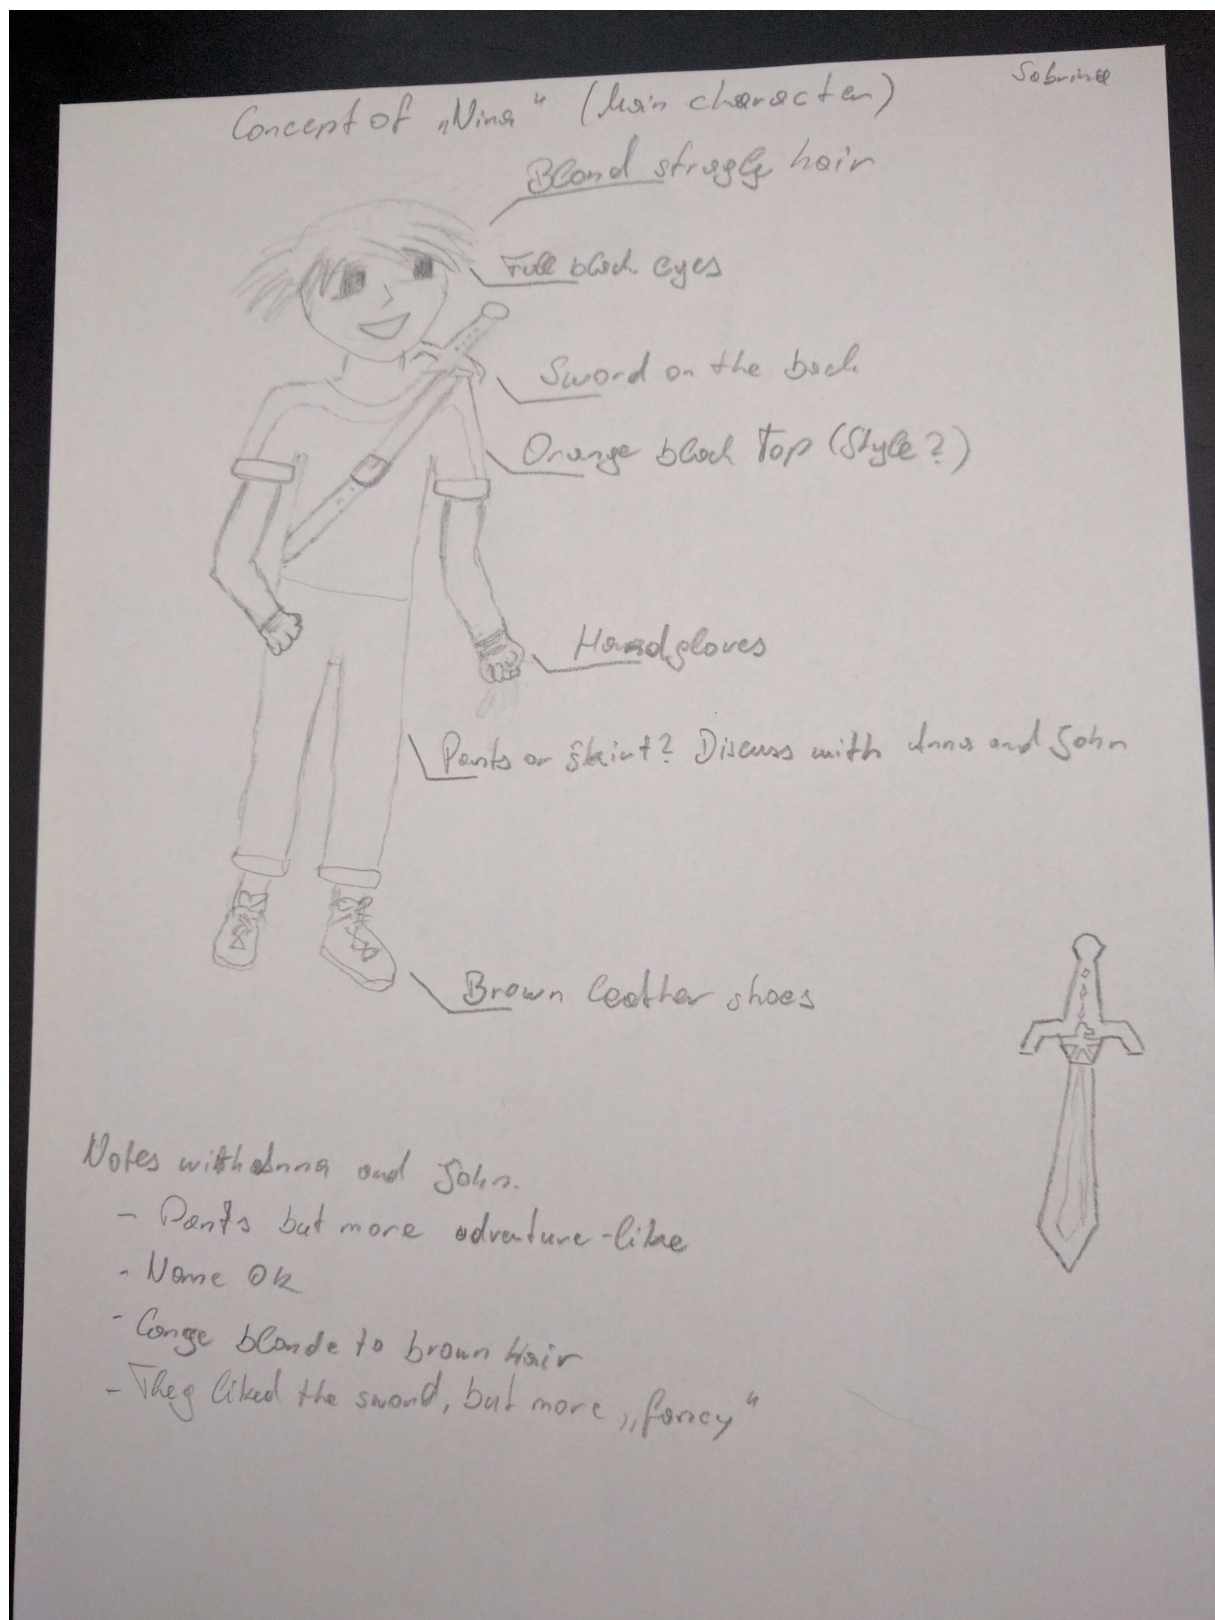 Sabrina
Concept of „Nina“ (Main character)
Blond strugly hair
Full black eyes
Sword on the back
Orange black Top (Style?)
Handgloves
Pants or Skirt? Discuss with Anna and John
Brown leather shoes
Notes with Anna and John.
- Pants but more adventure-like
- Name OK
- Cange blonde to brown hair
- They liked the sword, but more „fancy“